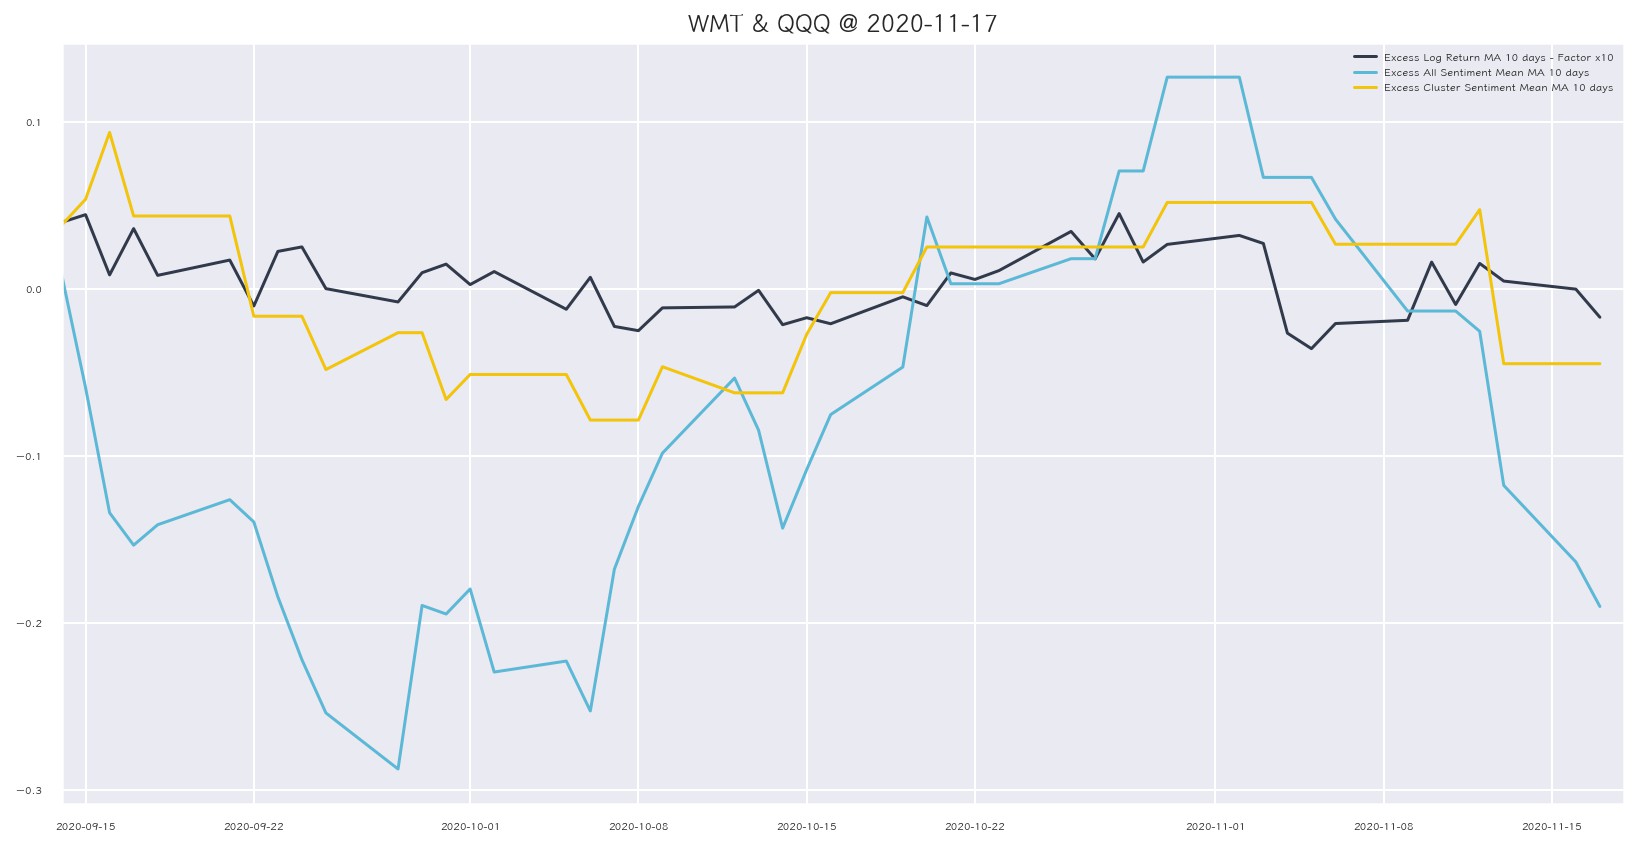 WMT & QQQ @ 2020-11-17
Excess Log Return MA 10 days - Factor x10
Excess All Sentiment Mean MA 10 days
Excess Cluster Sentiment Mean MA 10 days
0.1
0.0
−0.1
−0.2
−0.3
2020-09-15 2020-09-22 2020-10-01 2020-10-08 2020-10-15 2020-10-22 2020-11-01 2020-11-08 2020-11-15